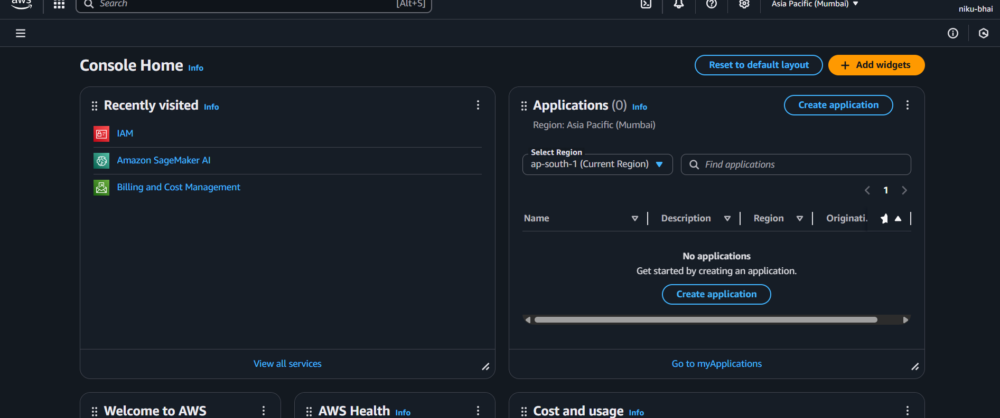 aws
Search [Alt+S]
Asia Pacific (Mumbai)
niku-bhai
Console Home Info
Reset to default layout
+ Add widgets
Recently visited Info
IAM
Amazon SageMaker AI
Billing and Cost Management
View all services
Applications (0) Info
Create application
Region: Asia Pacific (Mumbai)
Select Region
ap-south-1 (Current Region)
Find applications
1
Name Description Region Originati.
No applications
Get started by creating an application.
Create application
Go to myApplications
Welcome to AWS
AWS Health Info
Cost and usage Info